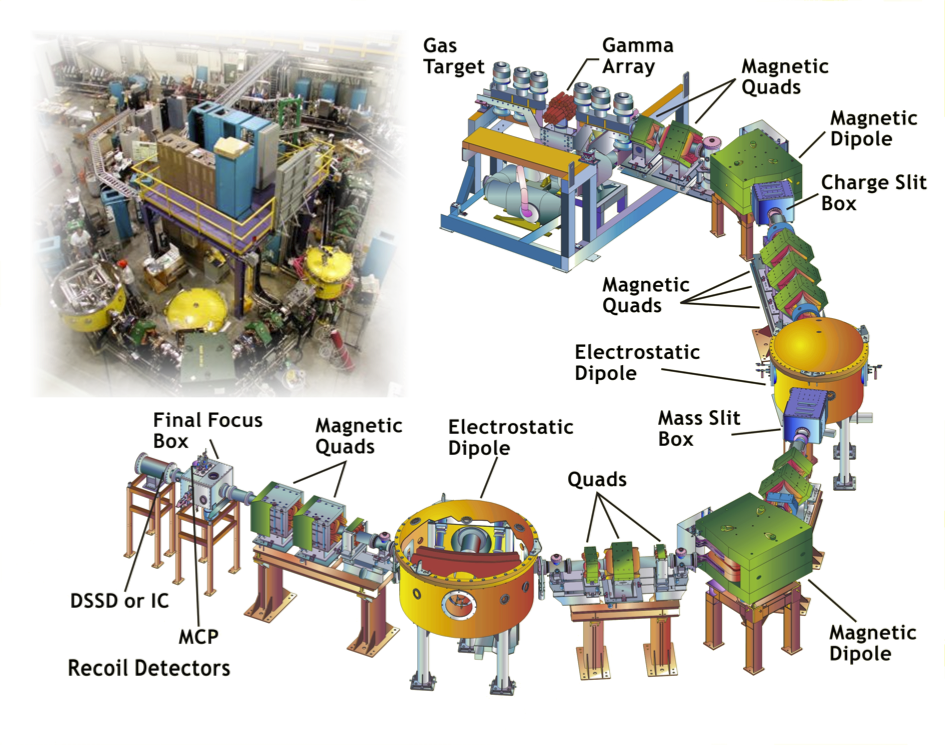 Gas
Target
Gamma
Array
Magnetic
Quads
Magnetic
Dipole
Charge Slit
Box
Magnetic
Quads
Electrostatic
Dipole
Mass Slit
Box
Final Focus
Box
Magnetic
Quads
Electrostatic
Dipole
Quads
DSSD or IC
MCP
Recoil Detectors
Magnetic
Dipole